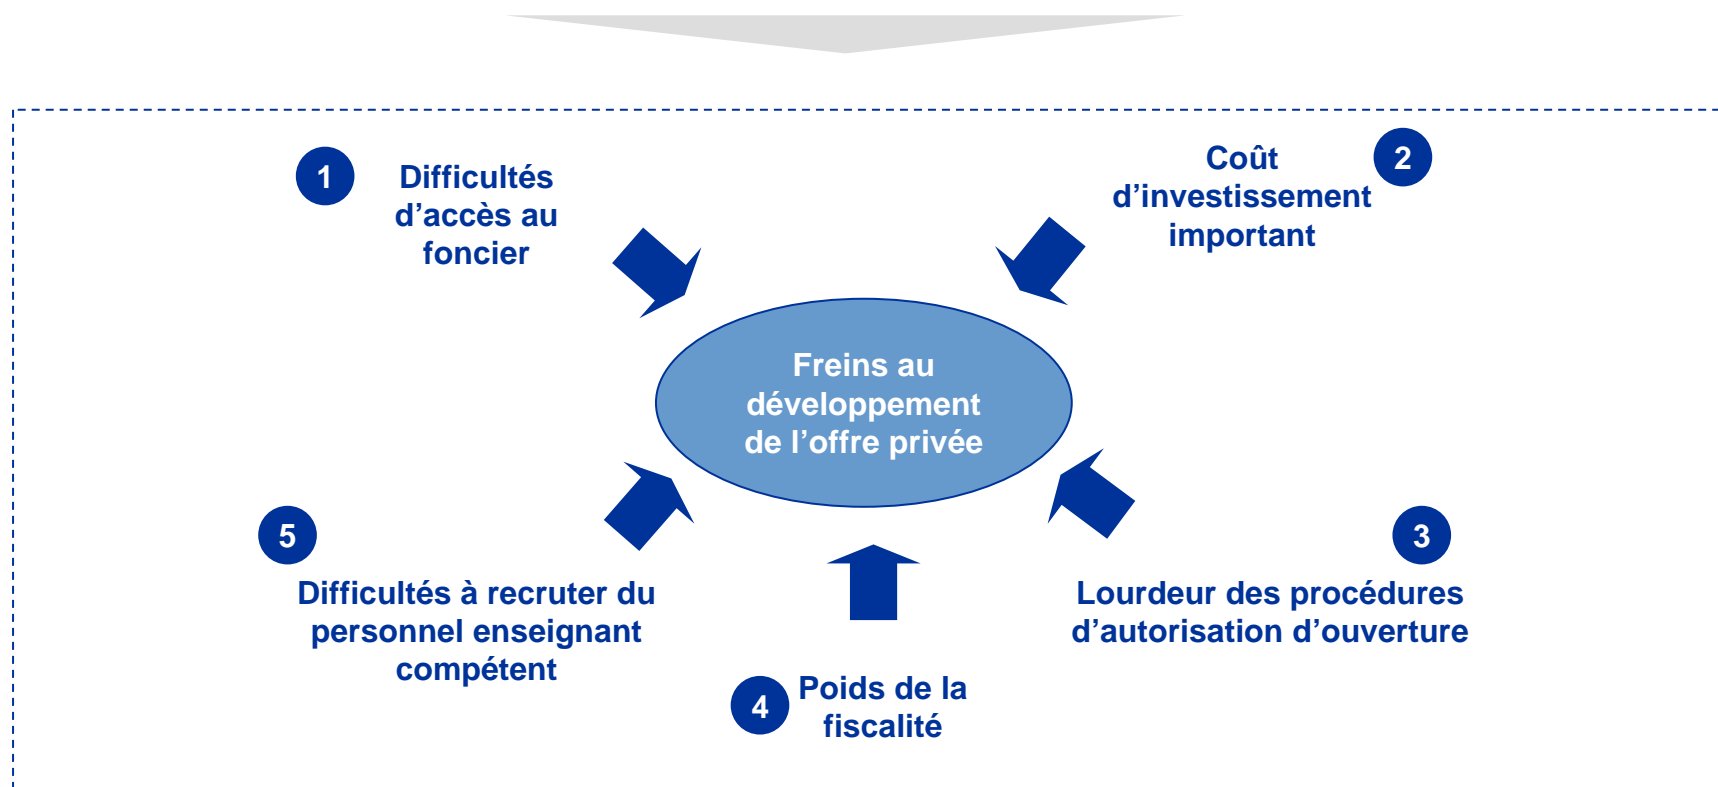 1
Difficultés
d’accès au
foncier
2
Coût
d’investissement
important
Freins au
développement
de l’offre privée
3
Lourdeur des procédures
d’autorisation d’ouverture
4
Poids de la
fiscalité
5
Difficultés à recruter du
personnel enseignant
compétent